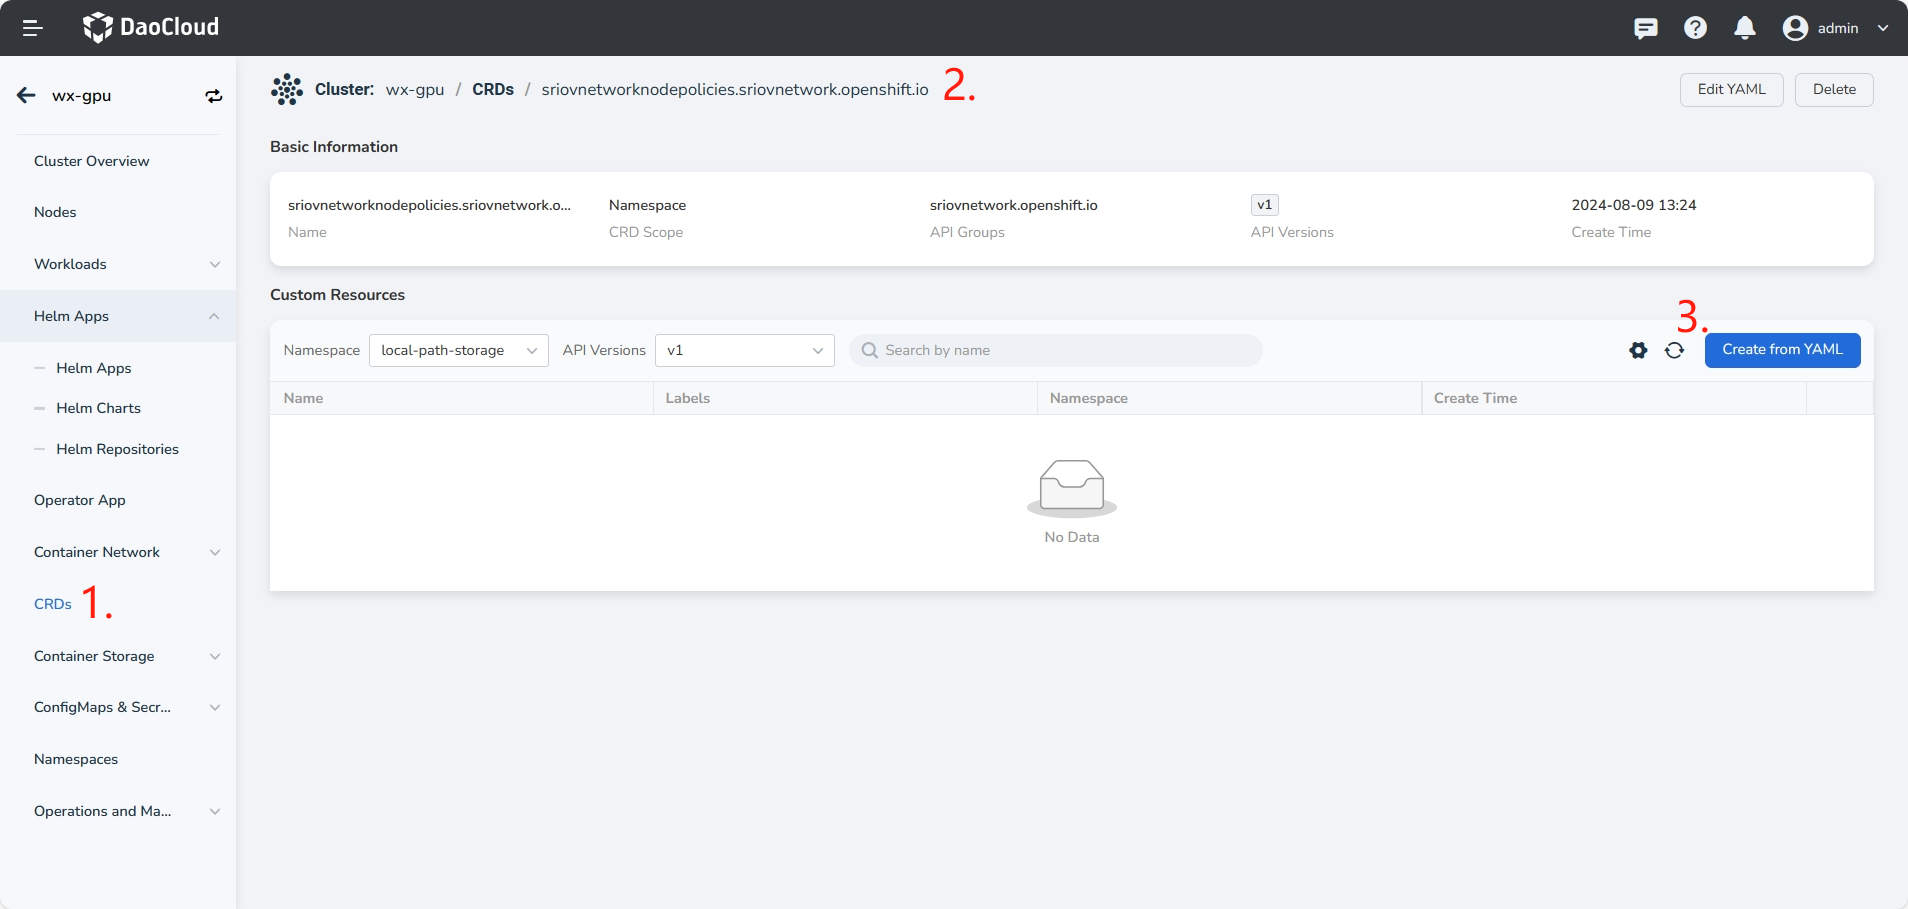 DaoCloud
admin
wx-gpu
Cluster: wx-gpu / CRDs / sriovnetworknodepolicies.sriovnetwork.openshift.io
2.
Edit YAML
Delete
Cluster Overview
Nodes
Workloads
Helm Apps
Helm Apps
Helm Charts
Helm Repositories
Operator App
Container Network
CRDs
1.
Container Storage
ConfigMaps & Secr...
Namespaces
Operations and Ma...
Basic Information
sriovnetworknodepolicies.sriovnetwork.o...
Name
Namespace
CRD Scope
sriovnetwork.openshift.io
API Groups
v1
API Versions
2024-08-09 13:24
Create Time
Custom Resources
3.
Namespace
local-path-storage
API Versions
v1
Search by name
Create from YAML
Name
Labels
Namespace
Create Time
No Data